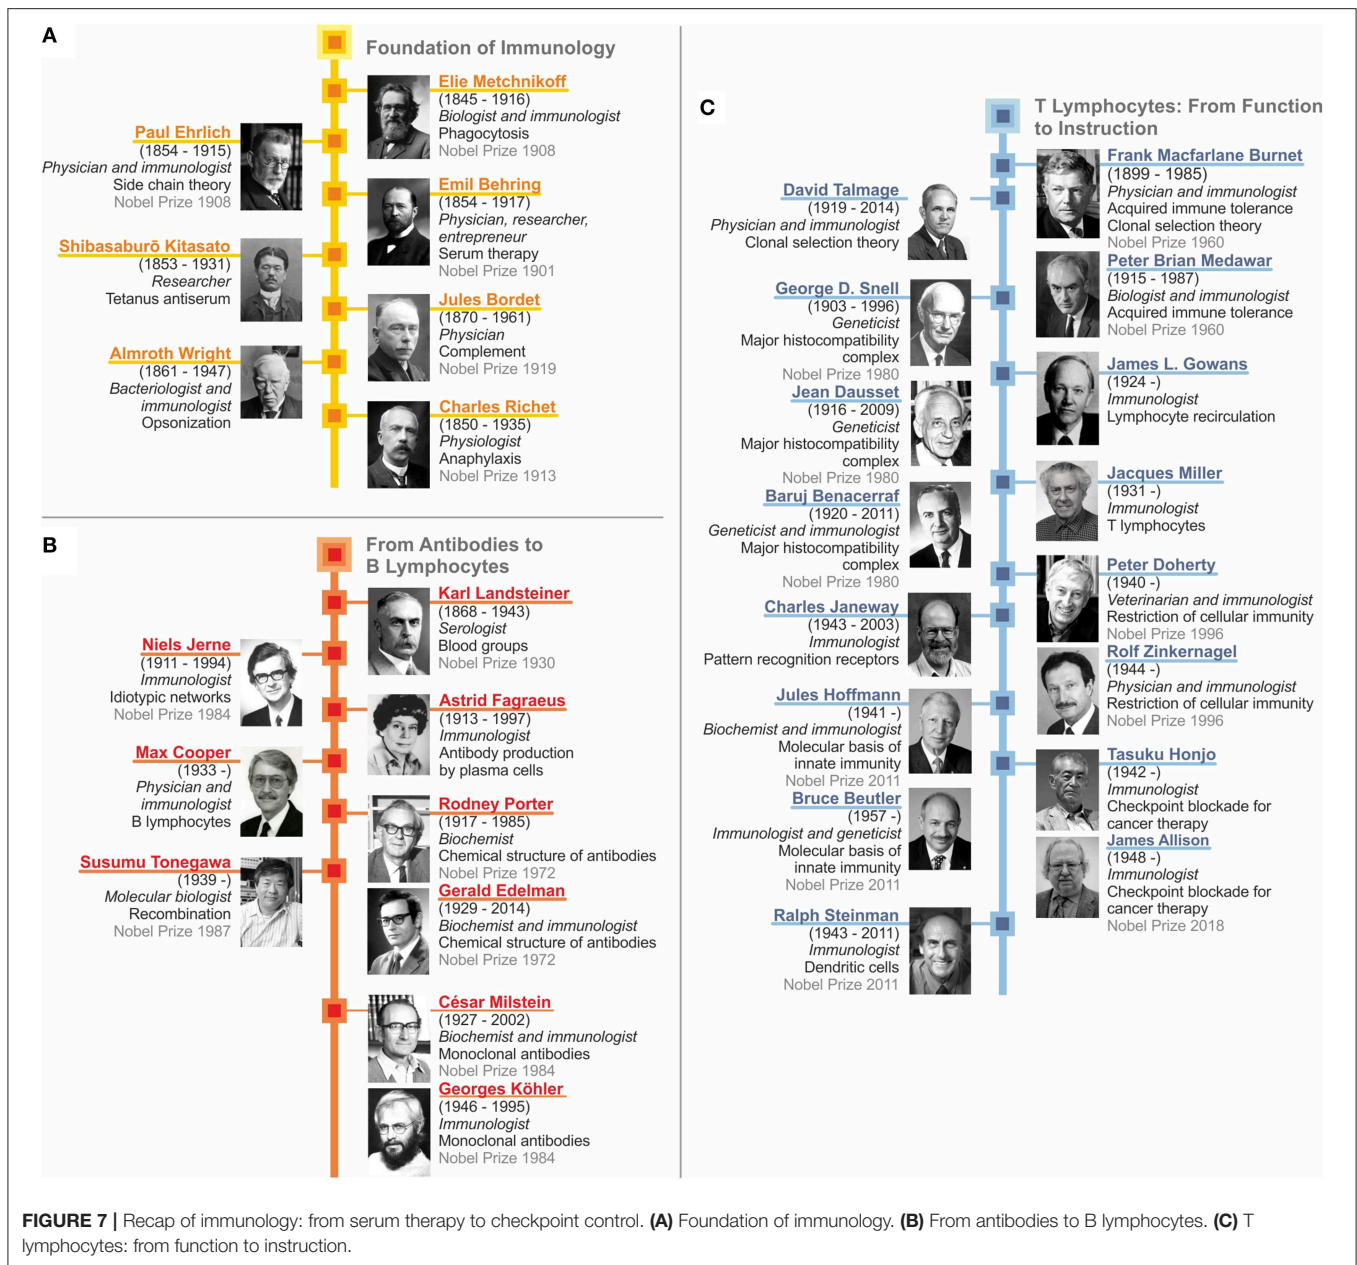 A
Foundation of Immunology
Elie Metchnikoff
(1845 - 1916)
Biologist and immunologist
Phagocytosis
Nobel Prize 1908
Paul Ehrlich
(1854 - 1915)
Physician and immunologist
Side chain theory
Nobel Prize 1908
Emil Behring
(1854 - 1917)
Physician, researcher,
entrepreneur
Serum therapy
Nobel Prize 1901
Shibasaburō Kitasato
(1853 - 1931)
Researcher
Tetanus antiserum
Jules Bordet
(1870 - 1961)
Physician
Complement
Nobel Prize 1919
Almroth Wright
(1861 - 1947)
Bacteriologist and
immunologist
Opsonization
Charles Richet
(1850 - 1935)
Physiologist
Anaphylaxis
Nobel Prize 1913
B
From Antibodies to
B Lymphocytes
Karl Landsteiner
(1868 - 1943)
Serologist
Blood groups
Nobel Prize 1930
Niels Jerne
(1911 - 1994)
Immunologist
Idiotypic networks
Nobel Prize 1984
Astrid Fagraeus
(1913 - 1997)
Immunologist
Antibody production
by plasma cells
Max Cooper
(1933 -)
Physician and
immunologist
B lymphocytes
Rodney Porter
(1917 - 1985)
Biochemist
Chemical structure of antibodies
Nobel Prize 1972
Susumu Tonegawa
(1939 -)
Molecular biologist
Recombination
Nobel Prize 1987
Gerald Edelman
(1929 - 2014)
Biochemist and immunologist
Chemical structure of antibodies
Nobel Prize 1972
César Milstein
(1927 - 2002)
Biochemist and immunologist
Monoclonal antibodies
Nobel Prize 1984
Georges Köhler
(1946 - 1995)
Immunologist
Monoclonal antibodies
Nobel Prize 1984
C
T Lymphocytes: From Function
to Instruction
Frank Macfarlane Burnet
(1899 - 1985)
Physician and immunologist
Acquired immune tolerance
Clonal selection theory
Nobel Prize 1960
David Talmage
(1919 - 2014)
Physician and immunologist
Clonal selection theory
Peter Brian Medawar
(1915 - 1987)
Biologist and immunologist
Acquired immune tolerance
Nobel Prize 1960
George D. Snell
(1903 - 1996)
Geneticist
Major histocompatibility
complex
Nobel Prize 1980
James L. Gowans
(1924 -)
Immunologist
Lymphocyte recirculation
Jean Dausset
(1916 - 2009)
Geneticist
Major histocompatibility
complex
Nobel Prize 1980
Jacques Miller
(1931 -)
Immunologist
T lymphocytes
Baruj Benacerraf
(1920 - 2011)
Geneticist and immunologist
Major histocompatibility
complex
Nobel Prize 1980
Peter Doherty
(1940 -)
Veterinarian and immunologist
Restriction of cellular immunity
Nobel Prize 1996
Charles Janeway
(1943 - 2003)
Immunologist
Pattern recognition receptors
Rolf Zinkernagel
(1944 -)
Physician and immunologist
Restriction of cellular immunity
Nobel Prize 1996
Jules Hoffmann
(1941 -)
Biochemist and immunologist
Molecular basis of
innate immunity
Nobel Prize 2011
Tasuku Honjo
(1942 -)
Immunologist
Checkpoint blockade for
cancer therapy
Bruce Beutler
(1957 -)
Immunologist and geneticist
Molecular basis of
innate immunity
Nobel Prize 2011
James Allison
(1948 -)
Immunologist
Checkpoint blockade for
cancer therapy
Nobel Prize 2018
Ralph Steinman
(1943 - 2011)
Immunologist
Dendritic cells
Nobel Prize 2011
FIGURE 7 | Recap of immunology: from serum therapy to checkpoint control. (A) Foundation of immunology. (B) From antibodies to B lymphocytes. (C) T
lymphocytes: from function to instruction.